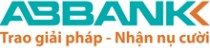 ABBANK
Trao giải pháp - Nhận nụ cười